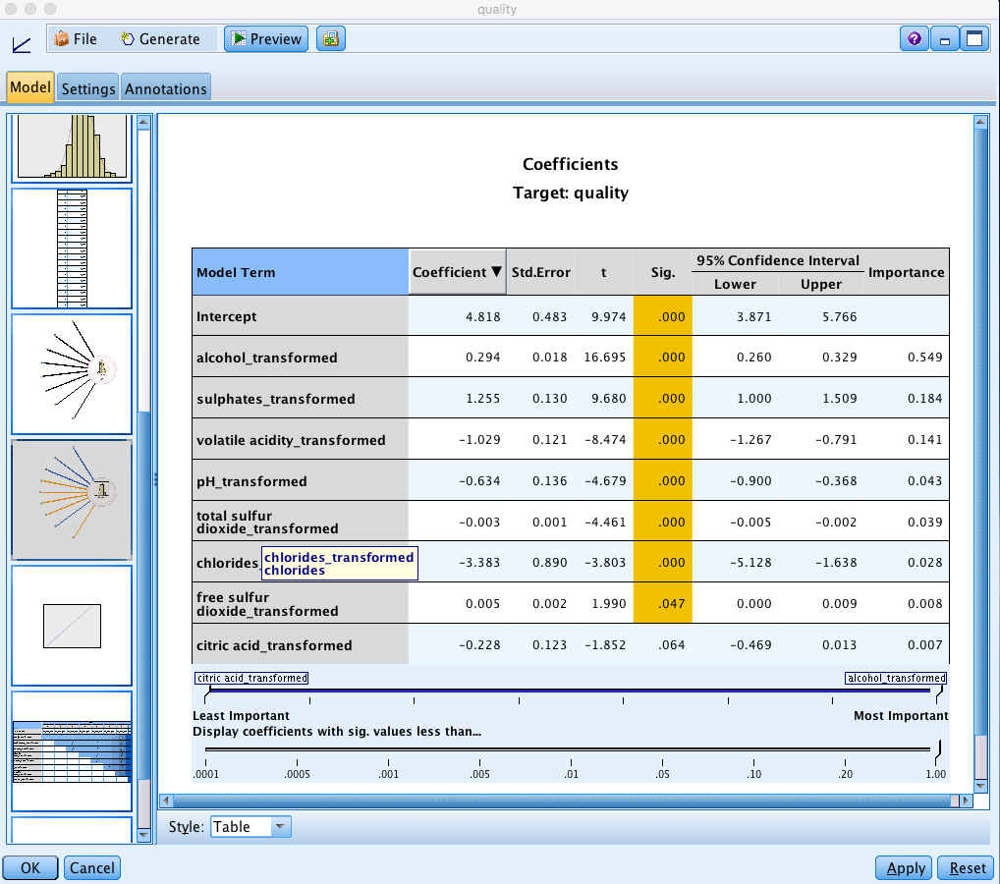 quality
File Generate Preview
Model Settings Annotations
Coefficients
Target: quality
Model Term Coefficient ▼ Std.Error t Sig. 95% Confidence Interval Importance
Lower Upper
Intercept 4.818 0.483 9.974 .000 3.871 5.766
alcohol_transformed 0.294 0.018 16.695 .000 0.260 0.329 0.549
sulphates_transformed 1.255 0.130 9.680 .000 1.000 1.509 0.184
volatile acidity_transformed −1.029 0.121 −8.474 .000 −1.267 −0.791 0.141
pH_transformed −0.634 0.136 −4.679 .000 −0.900 −0.368 0.043
total sulfur
dioxide_transformed −0.003 0.001 −4.461 .000 −0.005 −0.002 0.039
chlorides_ −3.383 0.890 −3.803 .000 −5.128 −1.638 0.028
chlorides_transformed
chlorides
free sulfur
dioxide_transformed 0.005 0.002 1.990 .047 0.000 0.009 0.008
citric acid_transformed −0.228 0.123 −1.852 .064 −0.469 0.013 0.007
citric acid_transformed alcohol_transformed
Least Important Most Important
Display coefficients with sig. values less than...
.0001 .0005 .001 .005 .01 .05 .10 .20 1.00
Style: Table
OK Cancel Apply Reset